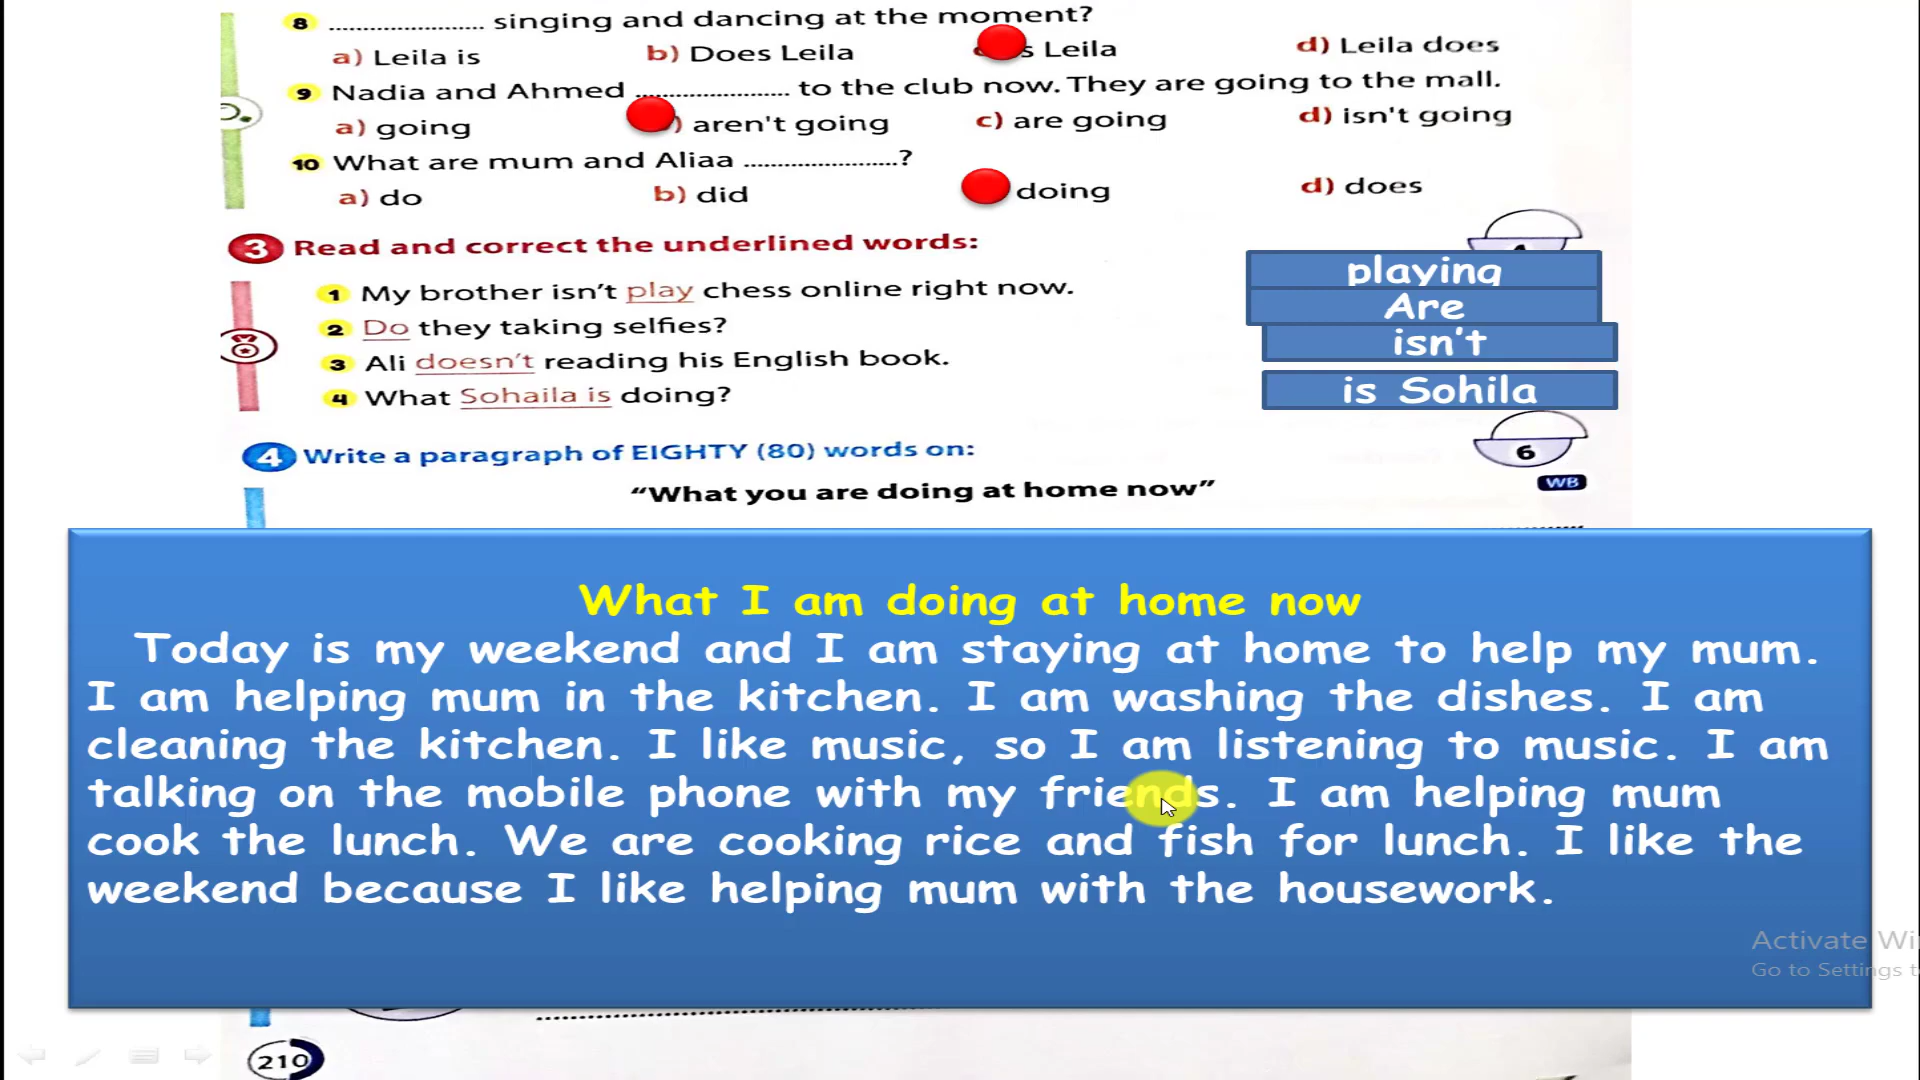 8 .................... singing and dancing at the moment?
a) Leila is b) Does Leila s Leila d) Leila does
9 Nadia and Ahmed .................... to the club now. They are going to the mall.
a) going ) aren't going c) are going d) isn't going
10 What are mum and Aliaa ....................?
a) do b) did doing d) does
3 Read and correct the underlined words:
1 My brother isn't play chess online right now. playing
2 Do they taking selfies? Are
3 Ali doesn't reading his English book. isn't
4 What Sohaila is doing? is Sohila
4 Write a paragraph of EIGHTY (80) words on: 6
"What you are doing at home now" WB
What I am doing at home now
Today is my weekend and I am staying at home to help my mum.
I am helping mum in the kitchen. I am washing the dishes. I am
cleaning the kitchen. I like music, so I am listening to music. I am
talking on the mobile phone with my friends. I am helping mum
cook the lunch. We are cooking rice and fish for lunch. I like the
weekend because I like helping mum with the housework.
Activate Wi
Go to Settings t
210